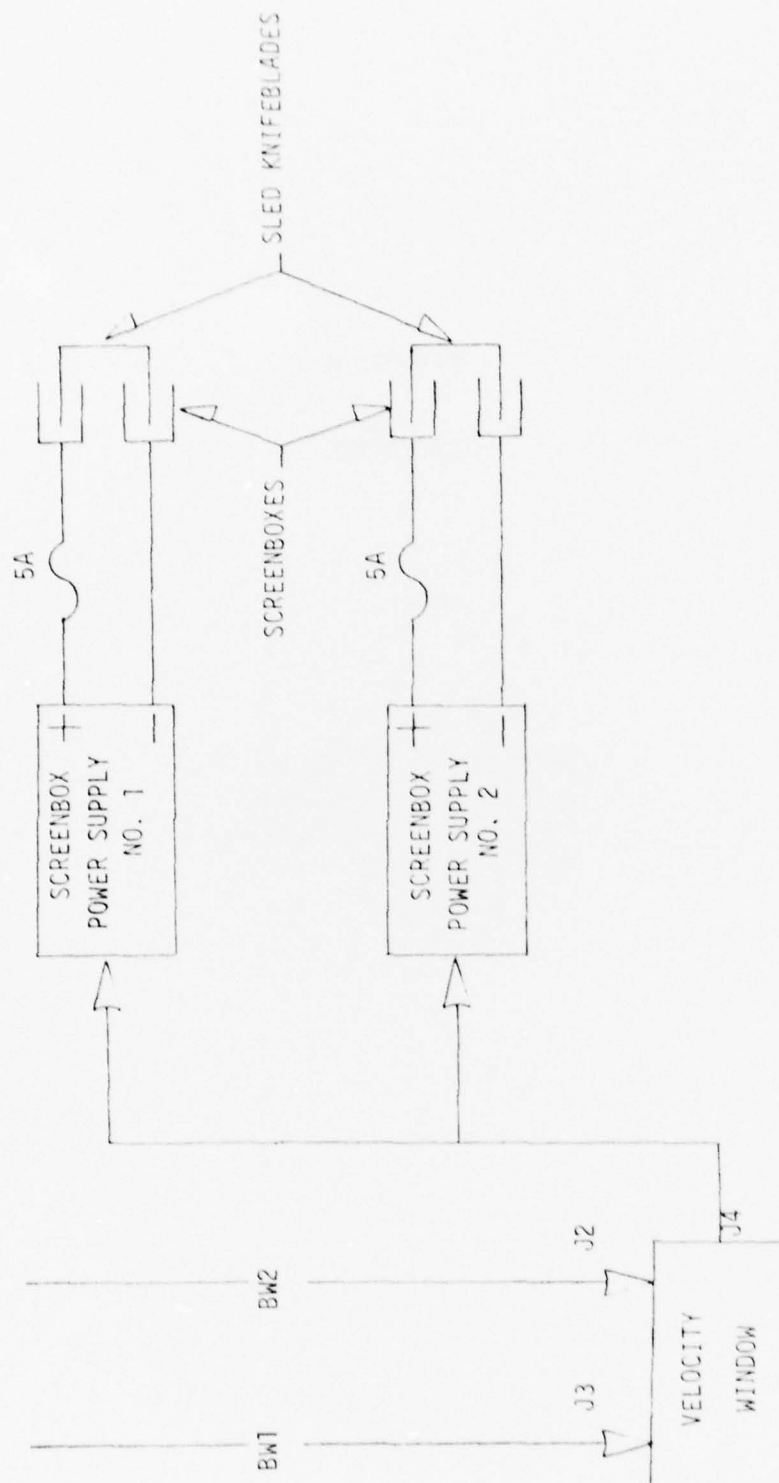 BW1
BW2
J3
J2
VELOCITY
WINDOW
J4
SCREENBOX
POWER SUPPLY
NO. 1
+
−
5A
SCREENBOX
POWER SUPPLY
NO. 2
+
−
5A
SCREENBOXES
SLED KNIFEBLADES